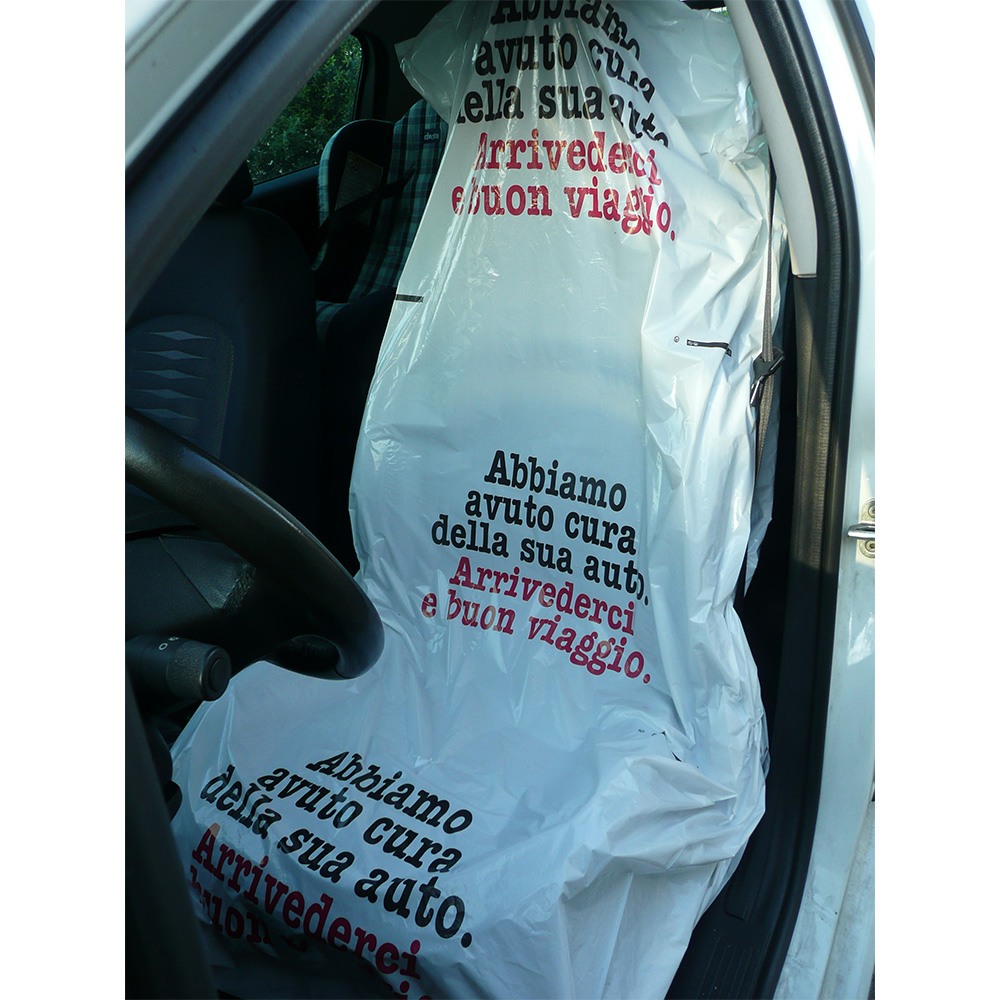 Abbiamo
avuto cura
della sua auto
Arrivederci
e buon viaggio.
Abbiamo
avuto cura
della sua auto.
Arrivederci
e buon viaggio.
Abbiamo
avuto cura
della sua auto.
Arrivederci
buon